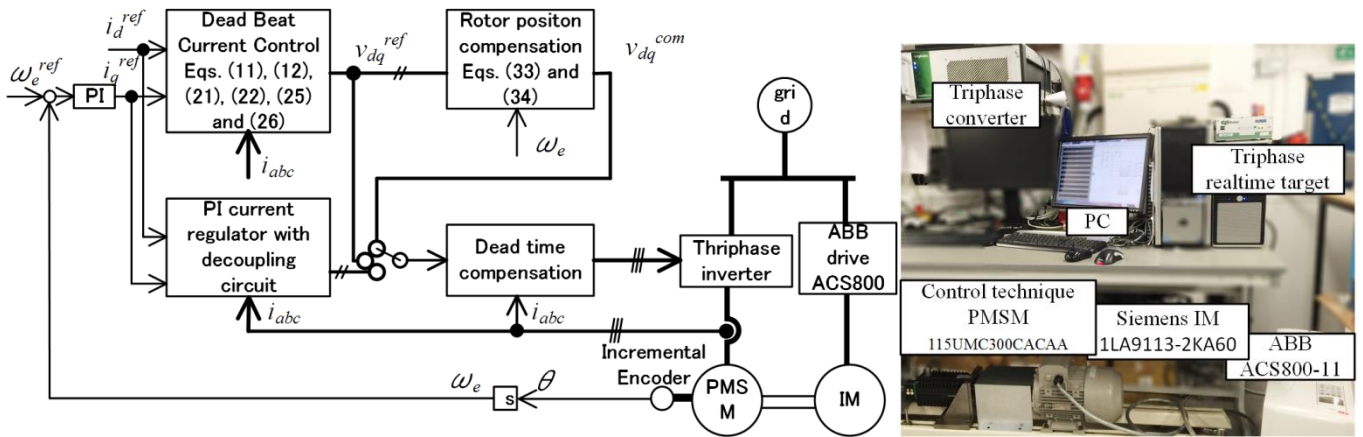 i_d^ref
Dead Beat
Current Control
Eqs. (11), (12),
(21), (22), (25)
and (26)
ω_e^ref
i_q^ref
PI
i_abc
v_dq^ref
Rotor positon
compensation
Eqs. (33) and
(34)
ω_e
v_dq^com
PI current
regulator with
decoupling
circuit
i_abc
Dead time
compensation
i_abc
gri
d
Thriphase
inverter
ABB
drive
ACS800
Incremental
Encoder
ω_e
s
θ
PMS
M
IM
Triphase
converter
Triphase
realtime target
PC
Control technique
PMSM
115UMC300CACAA
Siemens IM
1LA9113-2KA60
ABB
ACS800-11